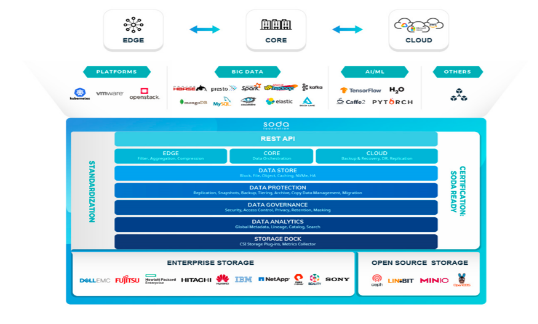 EDGE
CORE
CLOUD
PLATFORMS
BIG DATA
AI/ML
OTHERS
kubernetes
vmware
openstack.
presto
Spark
kafka
mongoDB
MySQL
elastic
TensorFlow
H2O
Caffe2
PYTORCH
soda
FOUNDATION
REST API
EDGE
Filter, Aggregation, Compression
CORE
Data Orchestration
CLOUD
Backup & Recovery, DR, Replication
DATA STORE
Block, File, Object, Caching, NVMe, HA
DATA PROTECTION
Replication, Snapshots, Backup, Tiering, Archive, Copy Data Management, Migration
DATA GOVERNANCE
Security, Access Control, Privacy, Retention, Masking
DATA ANALYTICS
Global Metadata, Lineage, Catalog, Search
STORAGE DOCK
CSI Storage Plugins, Metrics Collector
STANDARDIZATION
CERTIFICATION:
SODA READY
ENTERPRISE STORAGE
DELLEMC
FUJITSU
Hewlett Packard
Enterprise
HITACHI
HUAWEI
IBM
NetApp
SCALITY
SONY
OPEN SOURCE STORAGE
ceph
LINBIT
MINIO